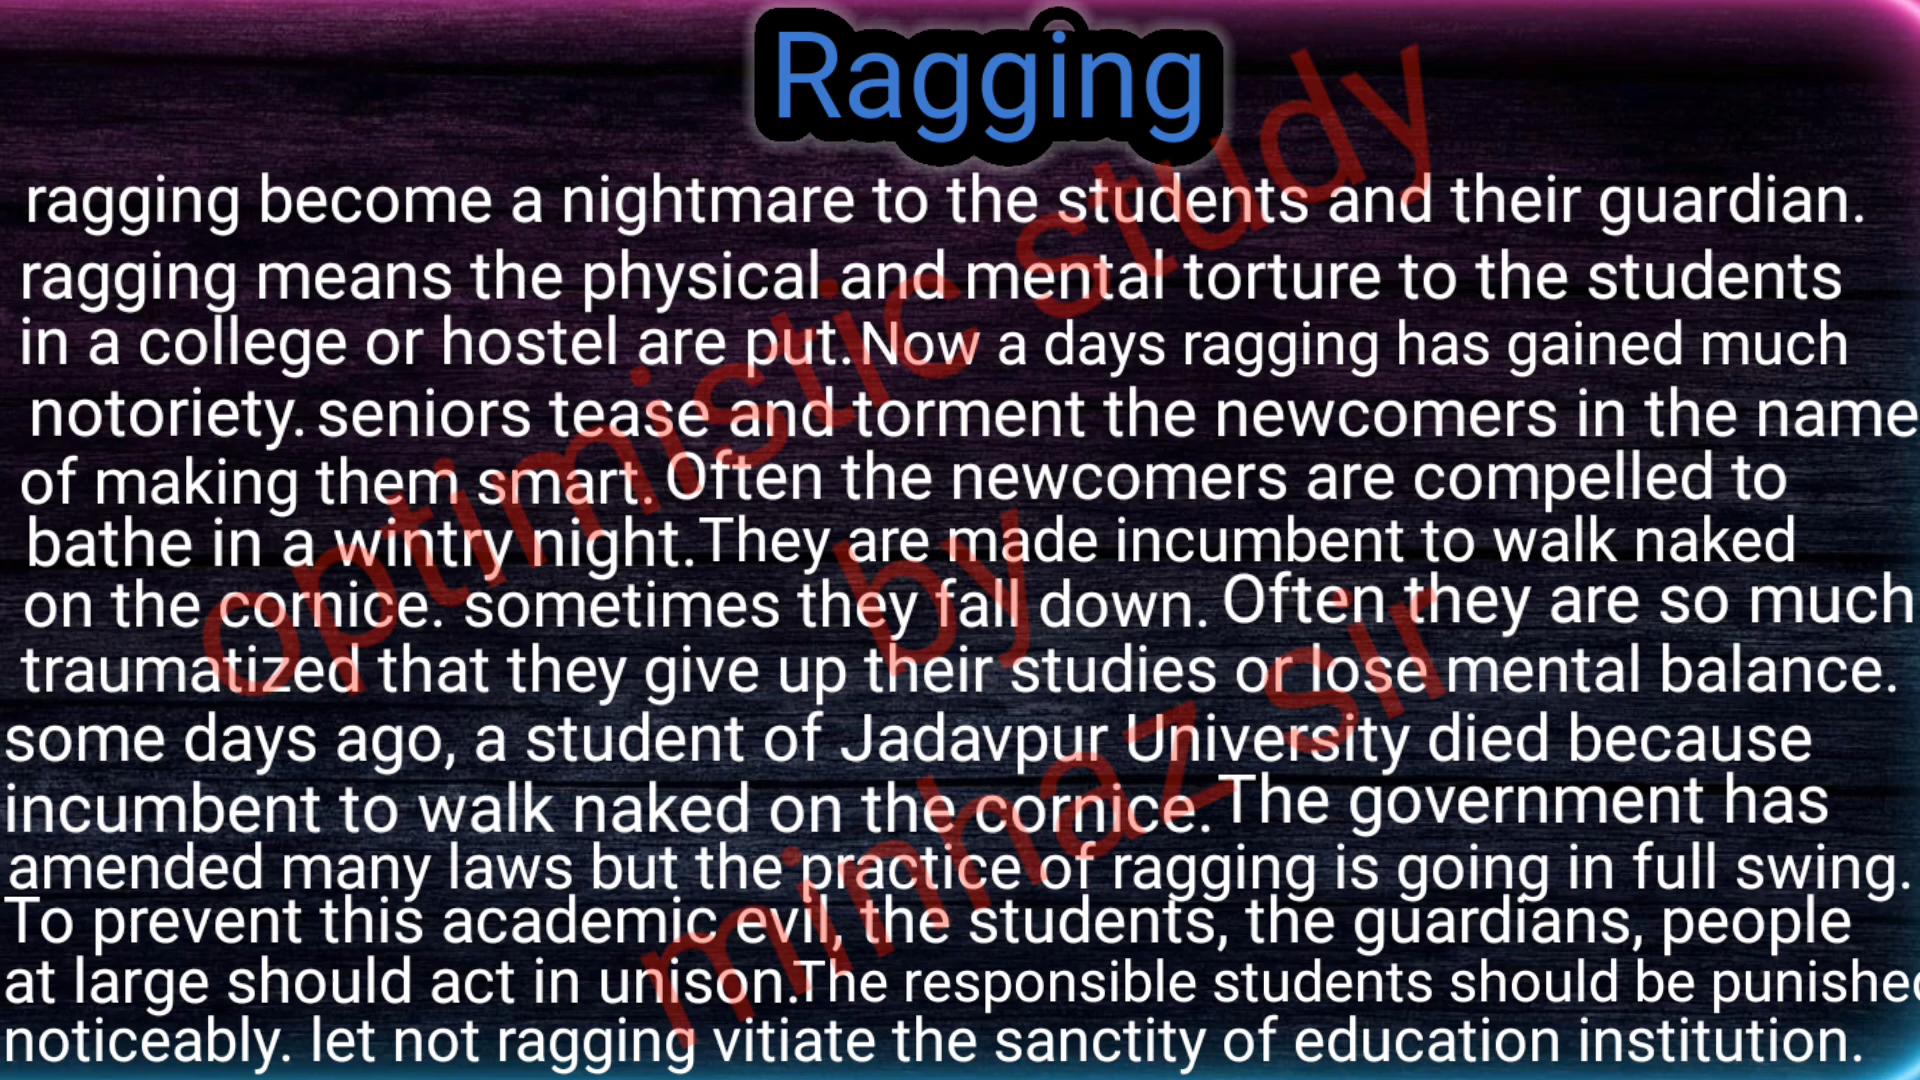 Ragging
ragging become a nightmare to the students and their guardian.
ragging means the physical and mental torture to the students
in a college or hostel are put. Now a days ragging has gained much
notoriety. seniors tease and torment the newcomers in the name
of making them smart. Often the newcomers are compelled to
bathe in a wintry night. They are made incumbent to walk naked
on the cornice. sometimes they fall down. Often they are so much
traumatized that they give up their studies or lose mental balance.
some days ago, a student of Jadavpur University died because
incumbent to walk naked on the cornice. The government has
amended many laws but the practice of ragging is going in full swing.
To prevent this academic evil, the students, the guardians, people
at large should act in unison. The responsible students should be punished
noticeably. let not ragging vitiate the sanctity of education institution.
optimistic study
by
minhaz sir